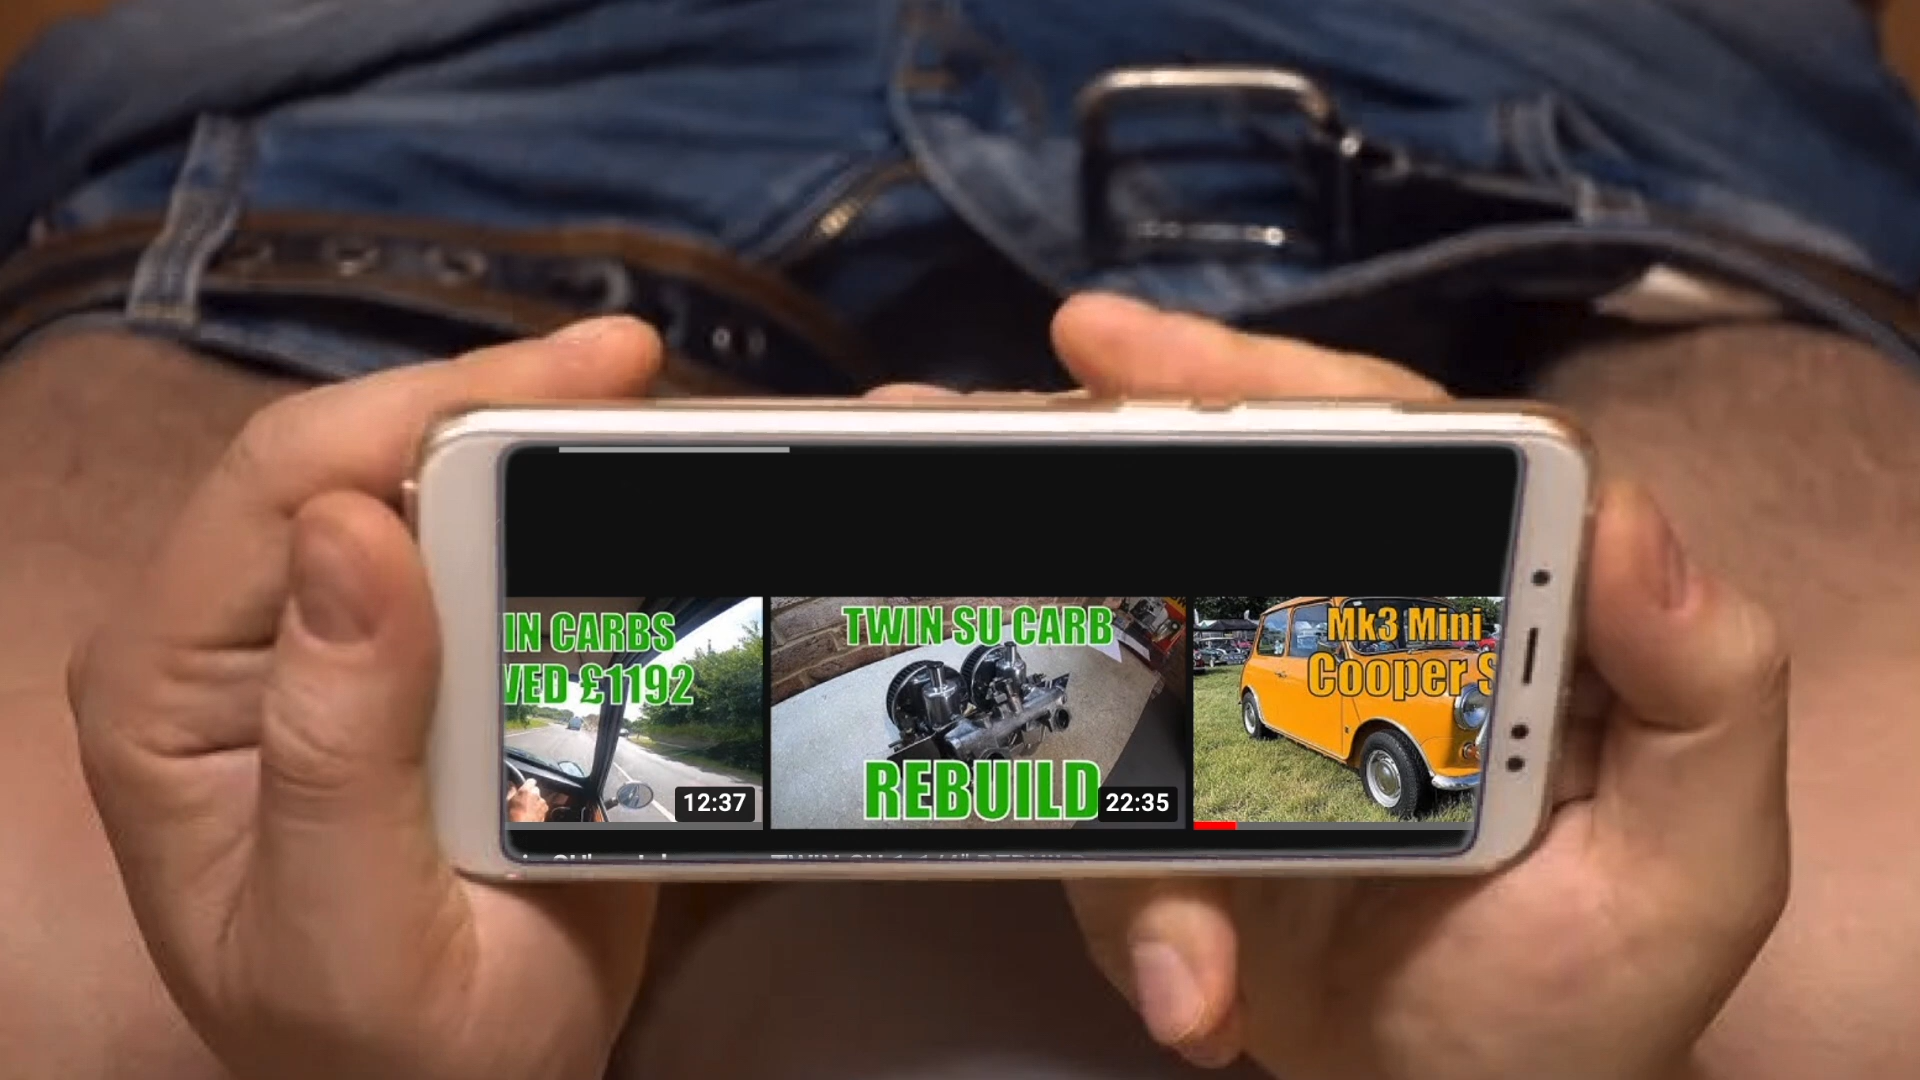 IN CARBS
VED £1192
12:37
TWIN SU CARB
REBUILD
22:35
Mk3 Mini
Cooper S